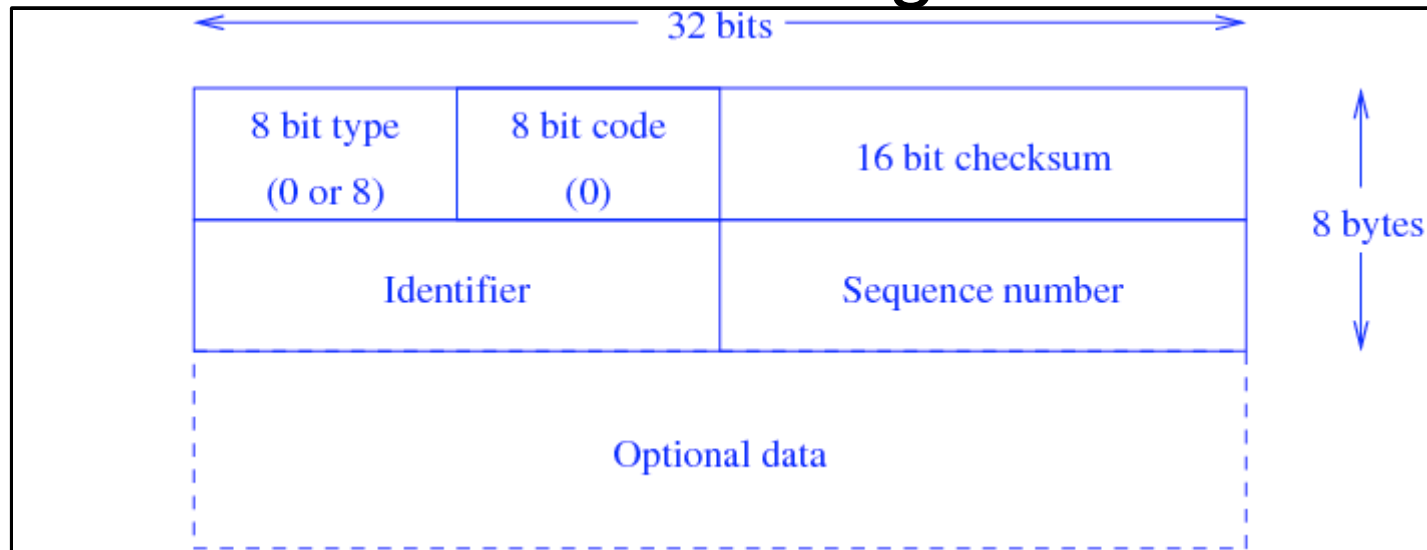 32 bits
8 bit type
(0 or 8)
8 bit code
(0)
16 bit checksum
8 bytes
Identifier
Sequence number
Optional data